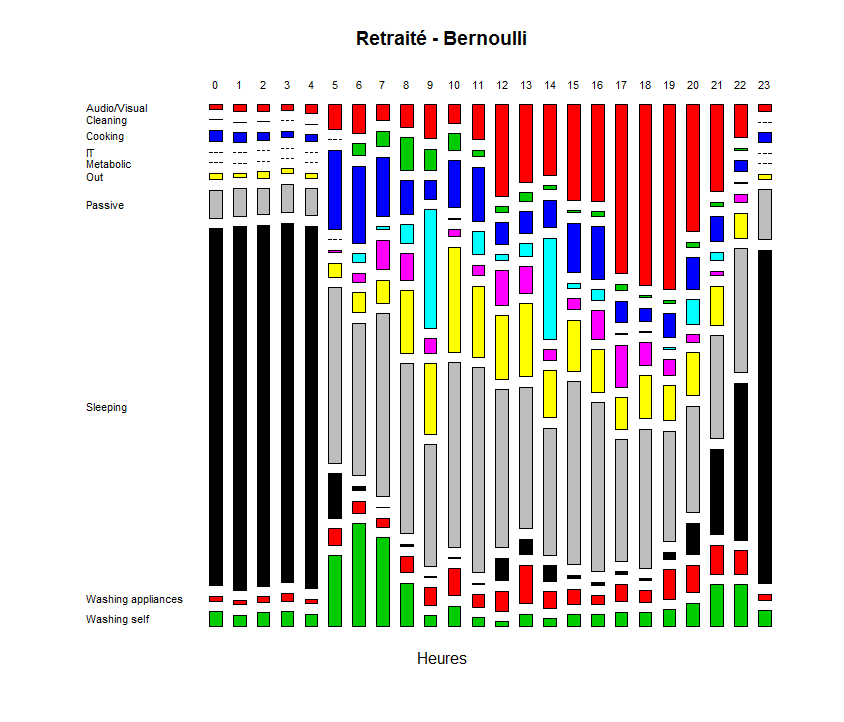 Retraité - Bernoulli
0 1 2 3 4 5 6 7 8 9 10 11 12 13 14 15 16 17 18 19 20 21 22 23
Audio/Visual
Cleaning
Cooking
IT
Metabolic
Out
Passive
Sleeping
Washing appliances
Washing self
Heures